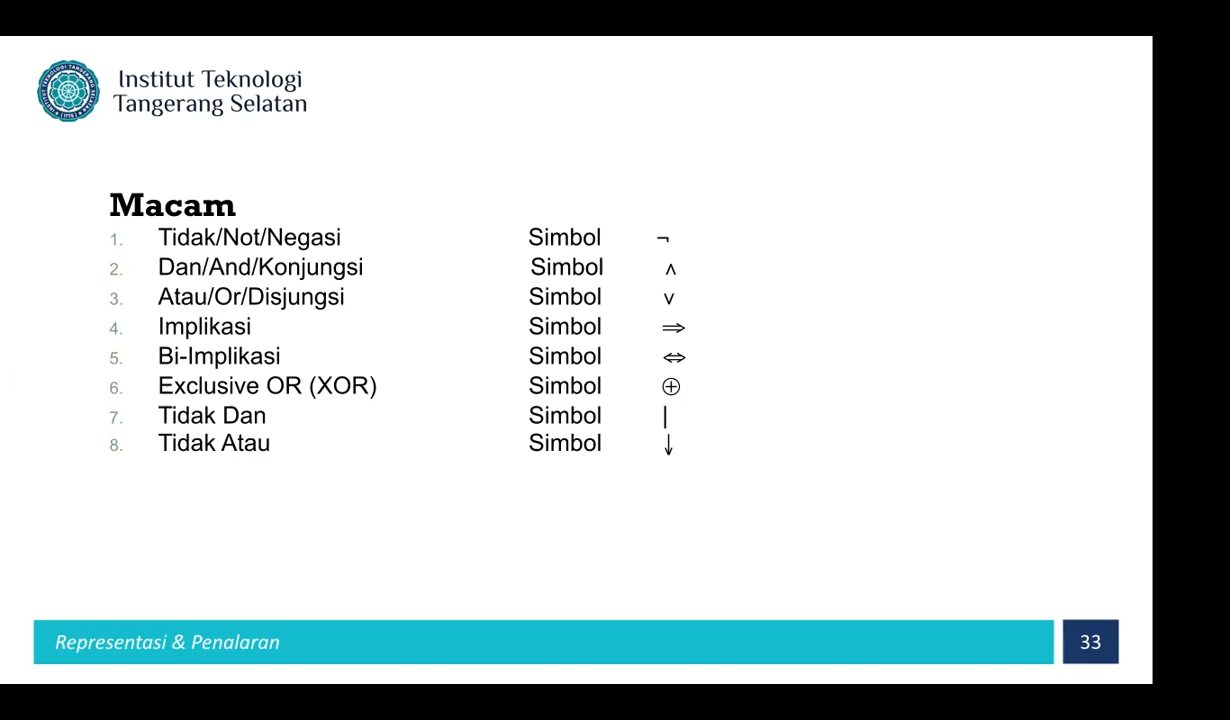 Institut Teknologi
Tangerang Selatan
Macam
1. Tidak/Not/Negasi Simbol ¬
2. Dan/And/Konjungsi Simbol ∧
3. Atau/Or/Disjungsi Simbol ∨
4. Implikasi Simbol ⇒
5. Bi-Implikasi Simbol ⇔
6. Exclusive OR (XOR) Simbol ⊕
7. Tidak Dan Simbol |
8. Tidak Atau Simbol ↓
Representasi & Penalaran 33